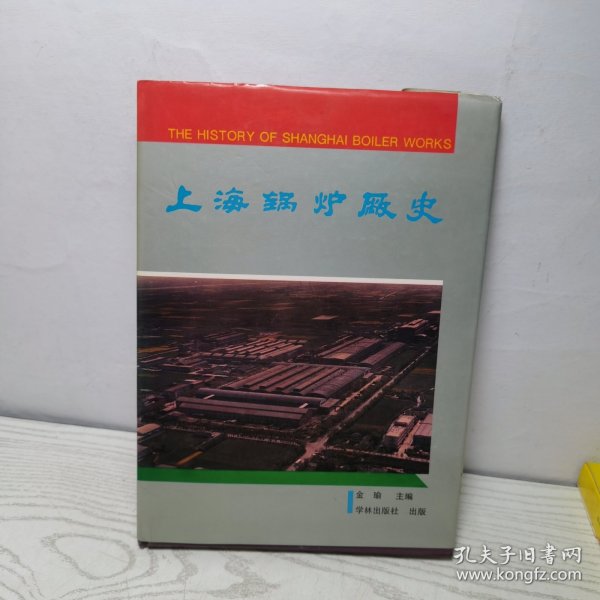 THE HISTORY OF SHANGHAI BOILER WORKS
上海锅炉厂史
金瑜 主编
学林出版社 出版
孔夫子旧书网
www.kongfz.com